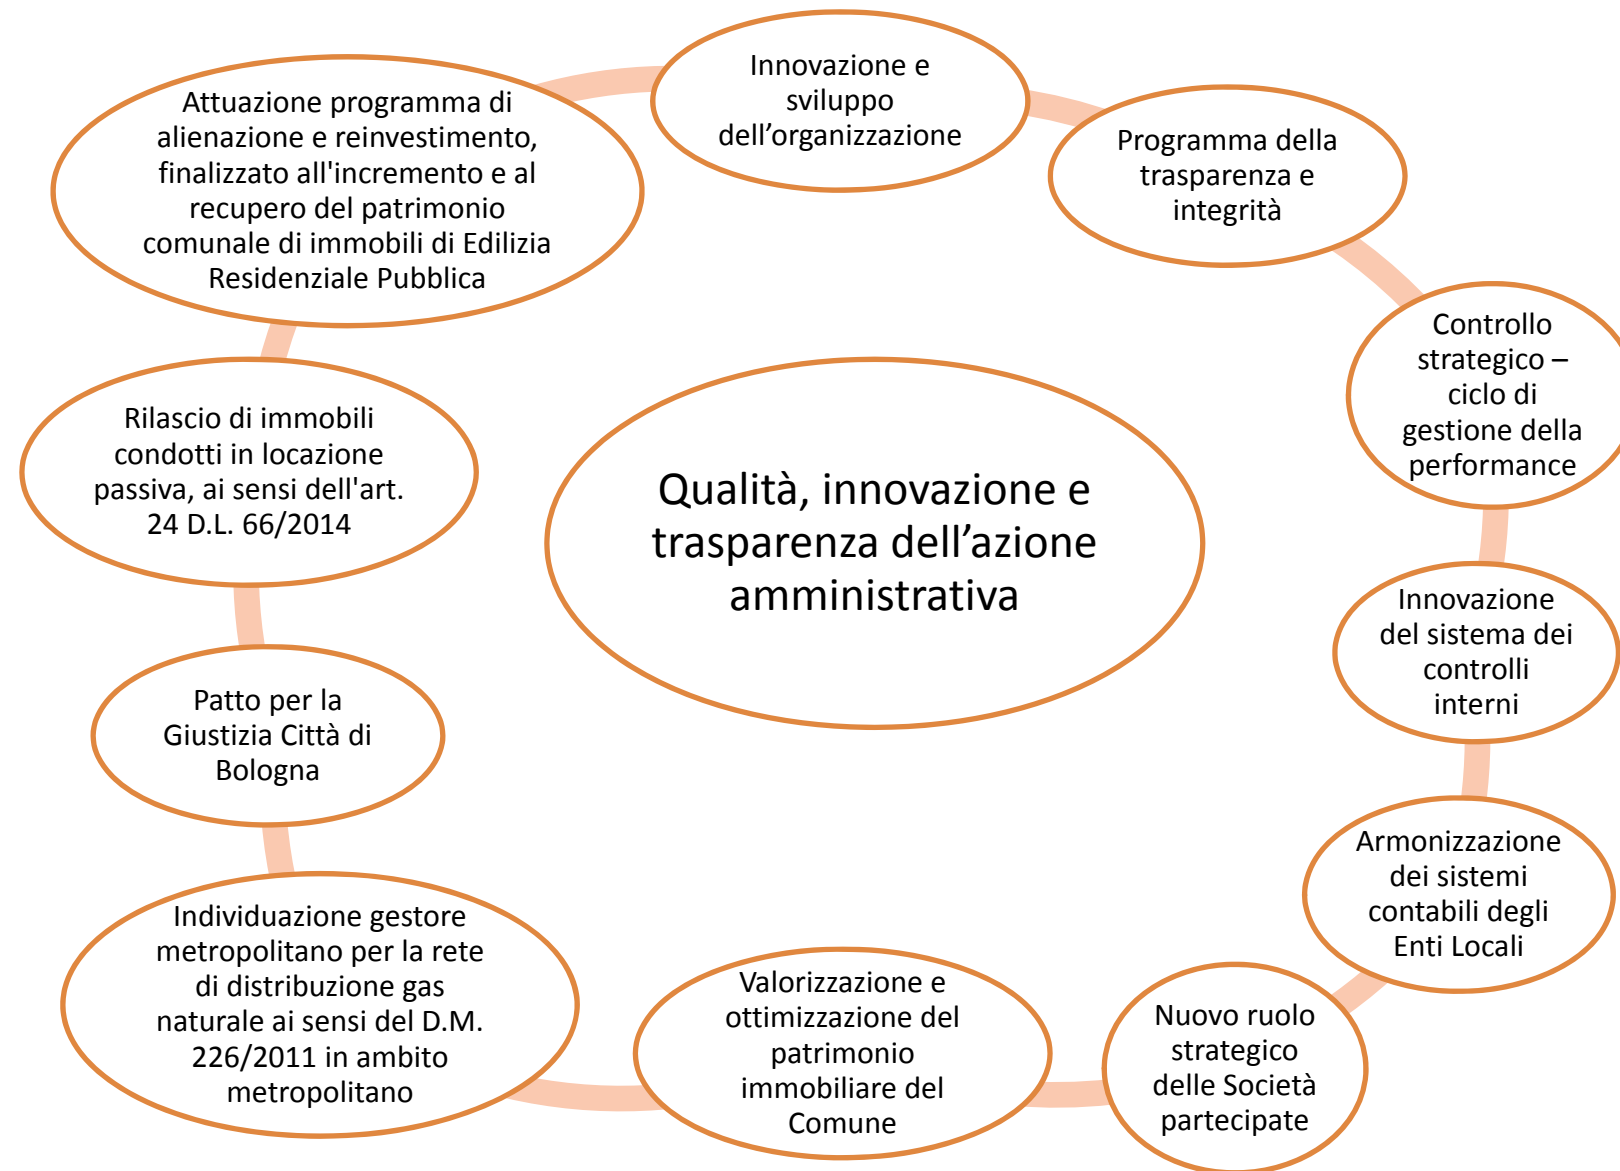 Innovazione e
sviluppo
dell’organizzazione
Programma della
trasparenza e
integrità
Controllo
strategico –
ciclo di
gestione della
performance
Innovazione
del sistema dei
controlli
interni
Armonizzazione
dei sistemi
contabili degli
Enti Locali
Nuovo ruolo
strategico
delle Società
partecipate
Valorizzazione e
ottimizzazione del
patrimonio
immobiliare del
Comune
Individuazione gestore
metropolitano per la rete
di distribuzione gas
naturale ai sensi del D.M.
226/2011 in ambito
metropolitano
Patto per la
Giustizia Città di
Bologna
Rilascio di immobili
condotti in locazione
passiva, ai sensi dell'art.
24 D.L. 66/2014
Attuazione programma di
alienazione e reinvestimento,
finalizzato all'incremento e al
recupero del patrimonio
comunale di immobili di Edilizia
Residenziale Pubblica
Qualità, innovazione e
trasparenza dell’azione
amministrativa